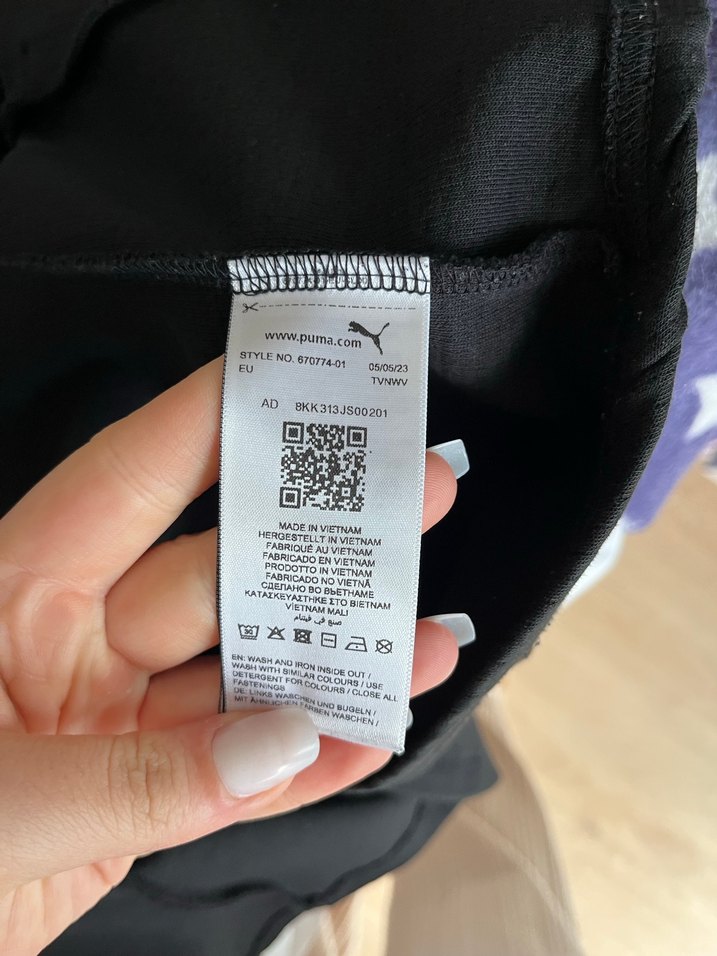 www.puma.com
STYLE NO. 670774-01 05/05/23
EU TVNWV
AD 8KK313JS00201
MADE IN VIETNAM
HERGESTELLT IN VIETNAM
FABRIQUÉ AU VIETNAM
FABRICADO EN VIETNAM
PRODOTTO IN VIETNAM
FABRICADO NO VIETNÃ
СДЕЛАНО ВО ВЬЕТНАМЕ
ΚΑΤΑΣΚΕΥΑΣΤΗΚΕ ΣΤΟ ΒΙΕΤΝΑΜ
VİETNAM MALI
صنع في فيتنام
30
EN: WASH AND IRON INSIDE OUT /
WASH WITH SIMILAR COLOURS / USE
DETERGENT FOR COLOURS / CLOSE ALL
FASTENINGS
DE: LINKS WASCHEN UND BÜGELN /
MIT ÄHNLICHEN FARBEN WASCHEN /